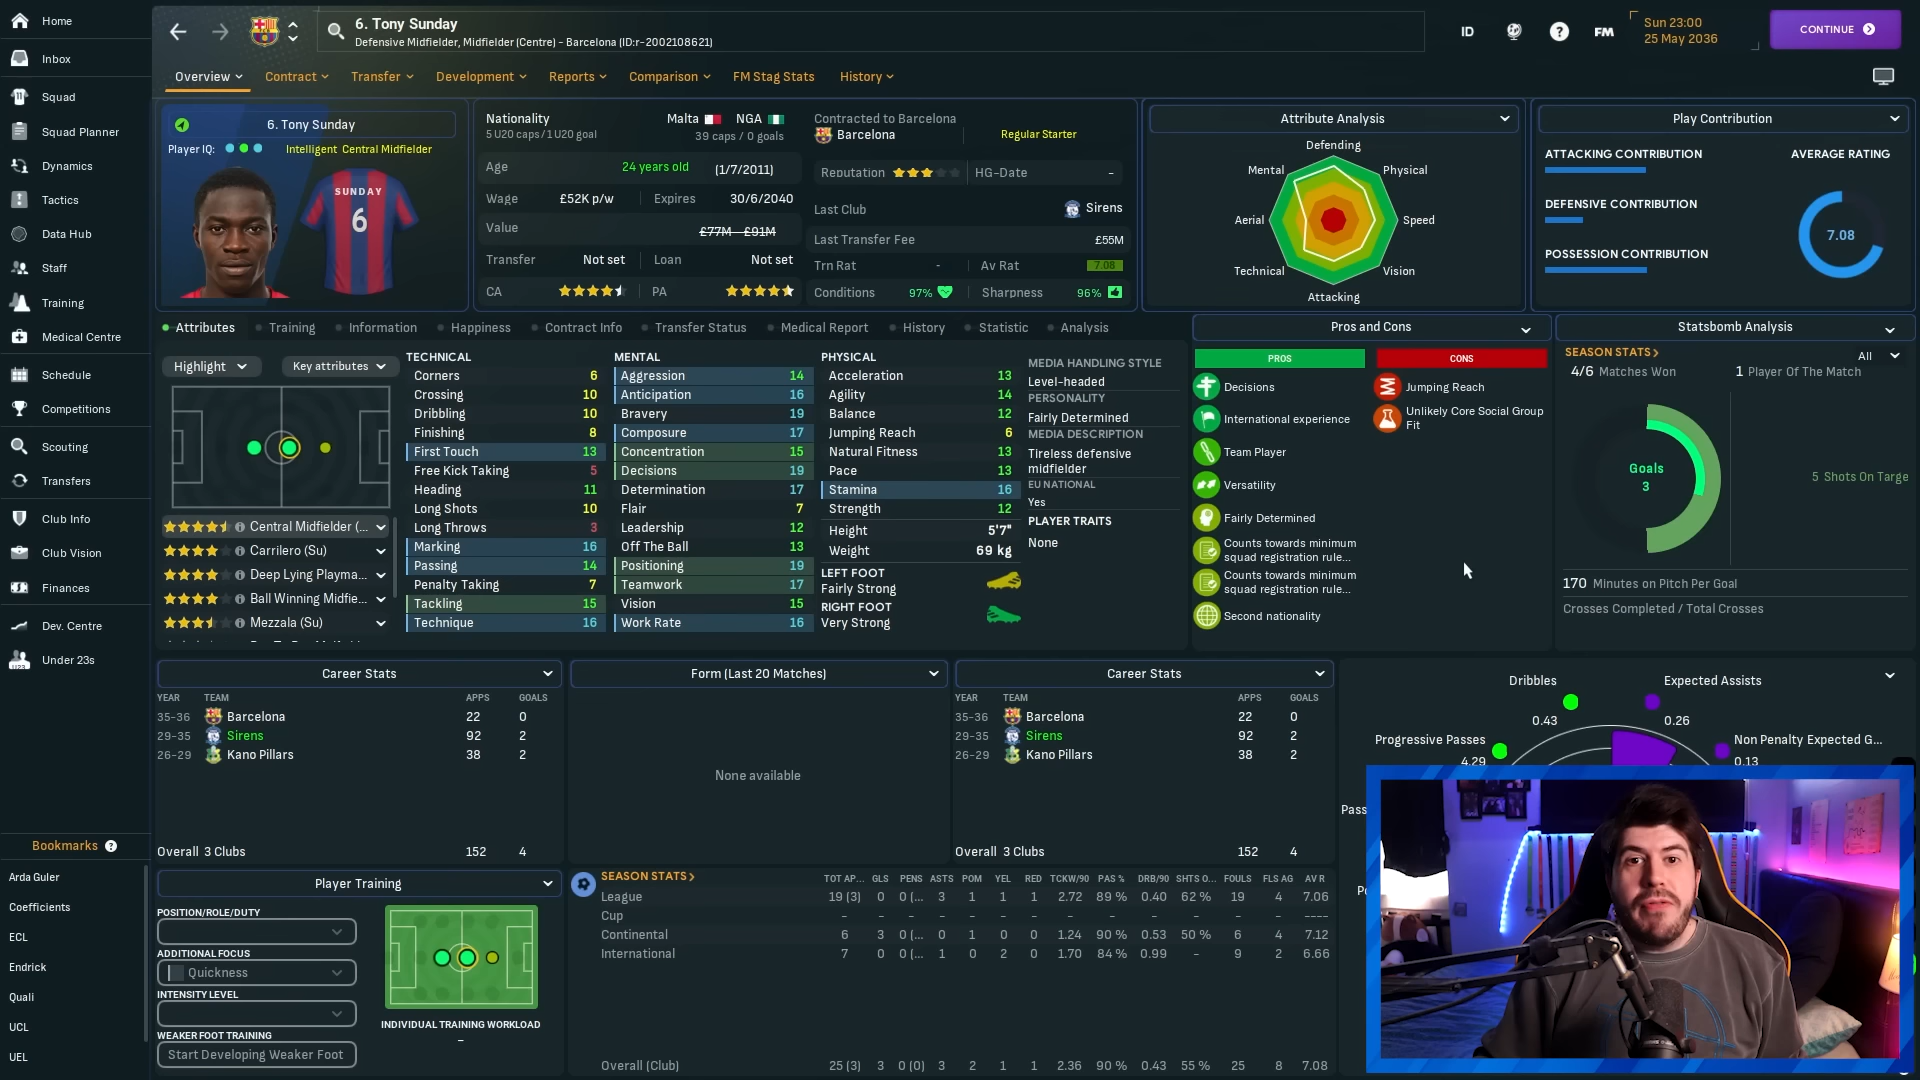 Home
Inbox
Squad
Squad Planner
Dynamics
Tactics
Data Hub
Staff
Training
Medical Centre
Schedule
Competitions
Scouting
Transfers
Club Info
Club Vision
Finances
Dev. Centre
Under 23s
Bookmarks ?
Arda Guler
Coefficients
ECL
Endrick
Quali
UCL
UEL
6. Tony Sunday
Defensive Midfielder, Midfielder (Centre) - Barcelona (ID:r-2002108621)
ID ? FM
Sun 23:00
25 May 2036
CONTINUE
Overview Contract Transfer Development Reports Comparison FM Stag Stats History
6. Tony Sunday
Player IQ: Intelligent Central Midfielder
SUNDAY
6
Nationality Malta NGA
5 U20 caps / 1 U20 goal 39 caps / 0 goals
Age 24 years old (1/7/2011)
Wage £52K p/w Expires 30/6/2040
Value £77M - £91M
Transfer Not set Loan Not set
CA PA
Contracted to Barcelona
Barcelona Regular Starter
Reputation HG-Date -
Last Club Sirens
Last Transfer Fee £55M
Trn Rat - Av Rat 7.08
Conditions 97% Sharpness 96%
Attribute Analysis
Defending
Mental Physical
Aerial Speed
Technical Vision
Attacking
Play Contribution
ATTACKING CONTRIBUTION AVERAGE RATING
DEFENSIVE CONTRIBUTION
7.08
POSSESSION CONTRIBUTION
Attributes Training Information Happiness Contract Info Transfer Status Medical Report History Statistic Analysis
Highlight Key attributes
Central Midfielder (...
Carrilero (Su)
Deep Lying Playma...
Ball Winning Midfie...
Mezzala (Su)
TECHNICAL
Corners 6
Crossing 10
Dribbling 10
Finishing 8
First Touch 13
Free Kick Taking 5
Heading 11
Long Shots 10
Long Throws 3
Marking 16
Passing 14
Penalty Taking 7
Tackling 15
Technique 16
MENTAL
Aggression 14
Anticipation 16
Bravery 19
Composure 17
Concentration 15
Decisions 19
Determination 17
Flair 7
Leadership 12
Off The Ball 13
Positioning 19
Teamwork 17
Vision 15
Work Rate 16
PHYSICAL
Acceleration 13
Agility 14
Balance 12
Jumping Reach 6
Natural Fitness 13
Pace 13
Stamina 16
Strength 12
Height 5'7"
Weight 69 kg
LEFT FOOT
Fairly Strong
RIGHT FOOT
Very Strong
MEDIA HANDLING STYLE
Level-headed
PERSONALITY
Fairly Determined
MEDIA DESCRIPTION
Tireless defensive
midfielder
EU NATIONAL
Yes
PLAYER TRAITS
None
Pros and Cons
PROS CONS
Decisions
International experience
Team Player
Versatility
Fairly Determined
Counts towards minimum
squad registration rule...
Counts towards minimum
squad registration rule...
Second nationality
Jumping Reach
Unlikely Core Social Group
Fit
Statsbomb Analysis
SEASON STATS > All
4/6 Matches Won 1 Player Of The Match
Goals
3
5 Shots On Targe
170 Minutes on Pitch Per Goal
Crosses Completed / Total Crosses
Career Stats
YEAR TEAM APPS GOALS
35-36 Barcelona 22 0
29-35 Sirens 92 2
26-29 Kano Pillars 38 2
Overall 3 Clubs 152 4
Form (Last 20 Matches)
None available
Career Stats
YEAR TEAM APPS GOALS
35-36 Barcelona 22 0
29-35 Sirens 92 2
26-29 Kano Pillars 38 2
Overall 3 Clubs 152 4
Dribbles Expected Assists
0.43 0.26
Progressive Passes Non Penalty Expected G...
4.29 0.13
Pass
Player Training
POSITION/ROLE/DUTY
ADDITIONAL FOCUS
Quickness
INTENSITY LEVEL
WEAKER FOOT TRAINING
Start Developing Weaker Foot
INDIVIDUAL TRAINING WORKLOAD
-
SEASON STATS > TOT AP... GLS PENS ASTS POM YEL RED TCKW/90 PAS % DRB/90 SHTS O... FOULS FLS AG AV R
League 19 (3) 0 0 (... 3 1 1 1 2.72 89 % 0.40 62 % 19 4 7.06
Cup - - - - - - - - - - - - - ----
Continental 6 3 0 (... 0 1 0 0 1.24 90 % 0.53 50 % 6 4 7.12
International 7 0 0 (... 1 0 2 0 1.70 84 % 0.99 - 9 2 6.66
Overall (Club) 25 (3) 3 0 (0) 3 2 1 1 2.36 90 % 0.43 55 % 25 8 7.08